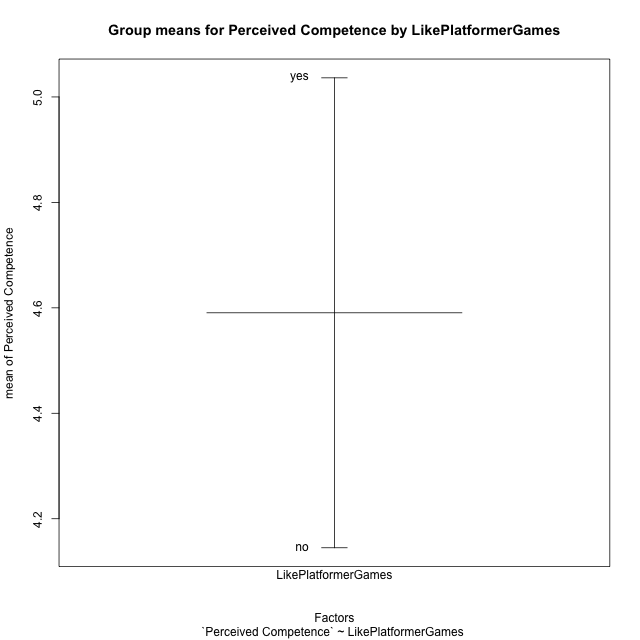 Group means for Perceived Competence by LikePlatformerGames
mean of Perceived Competence
5.0
4.8
4.6
4.4
4.2
yes
no
LikePlatformerGames
Factors
`Perceived Competence` ~ LikePlatformerGames